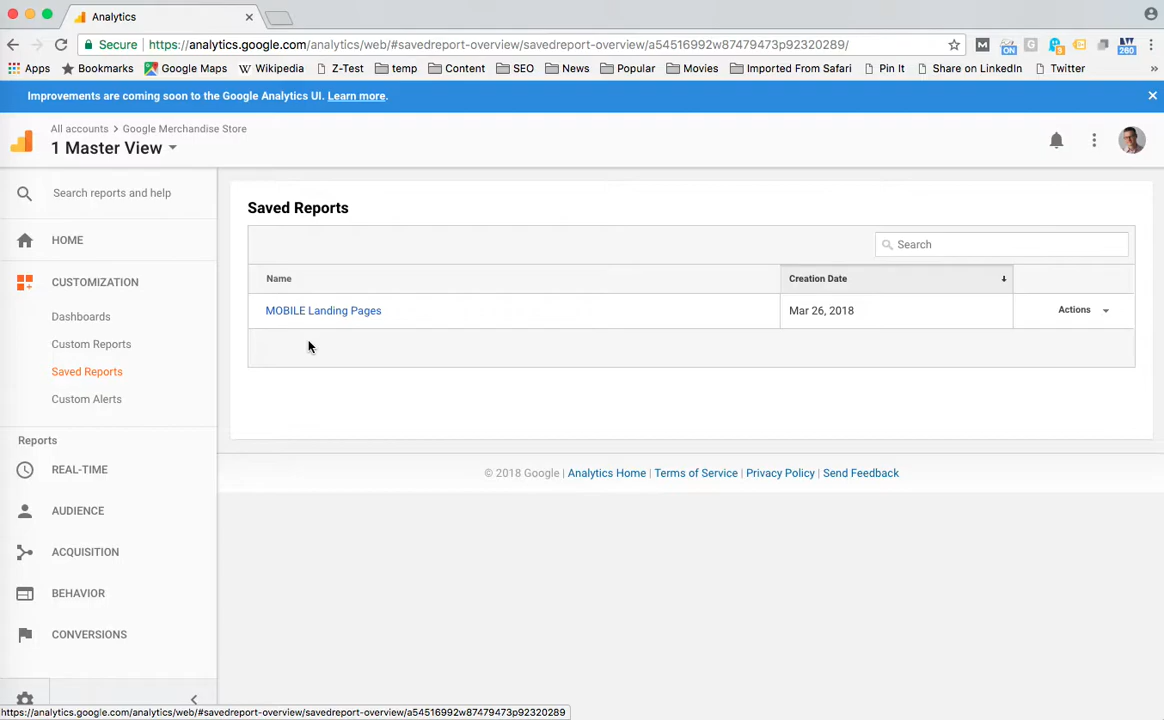 Analytics
Secure https://analytics.google.com/analytics/web/#savedreport-overview/savedreport-overview/a54516992w87479473p92320289/
ON
G
3
260
Apps Bookmarks Google Maps W Wikipedia Z-Test temp Content SEO News Popular Movies Imported From Safari Pin It Share on LinkedIn Twitter »
Improvements are coming soon to the Google Analytics UI. Learn more.
All accounts > Google Merchandise Store
1 Master View
Search reports and help
HOME
CUSTOMIZATION
Dashboards
Custom Reports
Saved Reports
Custom Alerts
Reports
REAL-TIME
AUDIENCE
ACQUISITION
BEHAVIOR
CONVERSIONS
Saved Reports
Search
Name Creation Date
MOBILE Landing Pages Mar 26, 2018 Actions
© 2018 Google | Analytics Home | Terms of Service | Privacy Policy | Send Feedback
https://analytics.google.com/analytics/web/#savedreport-overview/savedreport-overview/a54516992w87479473p92320289